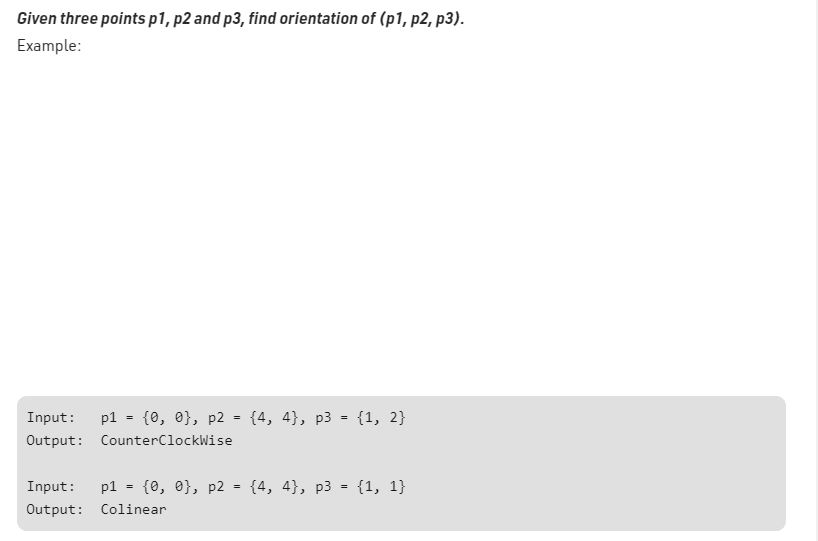 Given three points p1, p2 and p3, find orientation of (p1, p2, p3).
Example:
Input:   p1 = {0, 0}, p2 = {4, 4}, p3 = {1, 2}
Output:  CounterClockWise
Input:   p1 = {0, 0}, p2 = {4, 4}, p3 = {1, 1}
Output:  Colinear